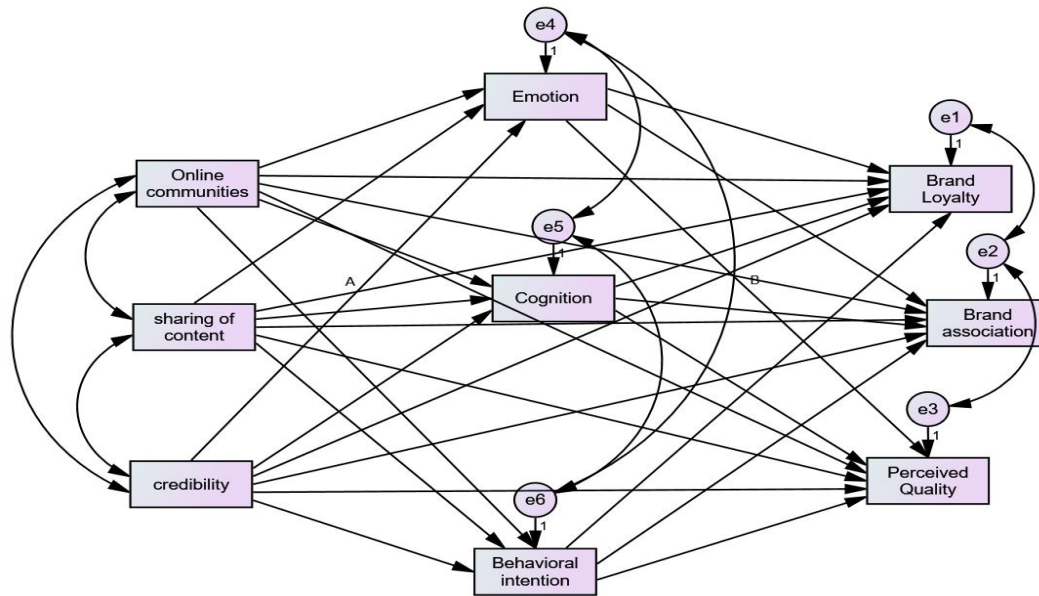 e4
1
Emotion
e1
1
Online
communities
Brand
Loyalty
e5
1
e2
1
A
B
Cognition
sharing of
content
Brand
association
e3
1
credibility
Perceived
Quality
e6
1
Behavioral
intention